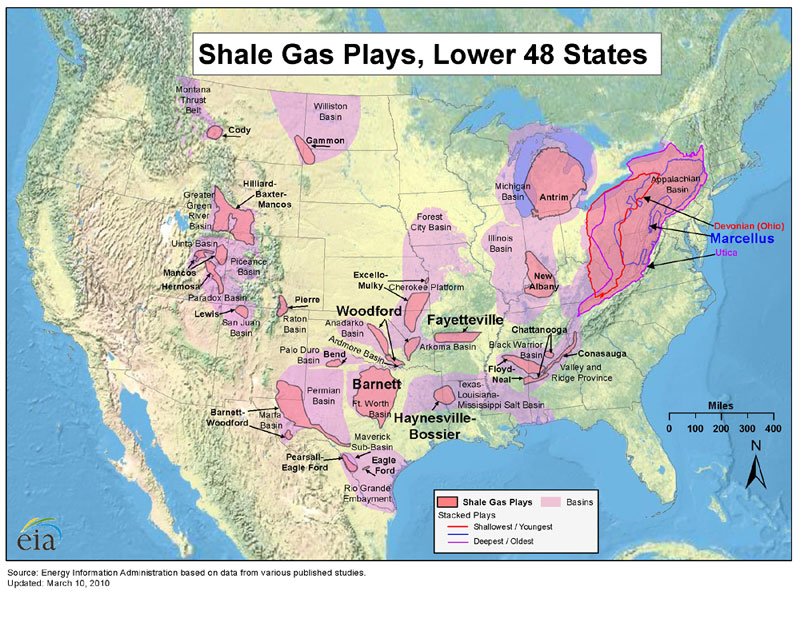 Shale Gas Plays, Lower 48 States
Montana
Thrust
Belt
Cody
Williston
Basin
Gammon
Hilliard-
Baxter-
Mancos
Greater
Green
River
Basin
Uinta Basin
Mancos
Piceance
Basin
Hermosa
Paradox Basin
Lewis
San Juan
Basin
Pierre
Raton
Basin
Michigan
Basin
Antrim
Appalachian
Basin
Devonian (Ohio)
Marcellus
Utica
Forest
City Basin
Illinois
Basin
New
Albany
Excello-
Mulky
Cherokee Platform
Woodford
Anadarko
Basin
Ardmore Basin
Arkoma Basin
Fayetteville
Palo Duro
Basin
Bend
Chattanooga
Black Warrior
Basin
Conasauga
Floyd-
Neal
Valley and
Ridge Province
Permian
Basin
Barnett
Ft. Worth
Basin
Texas-
Louisiana-
Mississippi Salt Basin
Haynesville-
Bossier
Barnett-
Woodford
Marfa
Basin
Maverick
Sub-Basin
Pearsall-
Eagle Ford
Eagle
Ford
Rio Grande
Embayment
Miles
0 100 200 300 400
N
Shale Gas Plays
Basins
Stacked Plays
Shallowest / Youngest
Deepest / Oldest
eia
Source: Energy Information Administration based on data from various published studies.
Updated: March 10, 2010